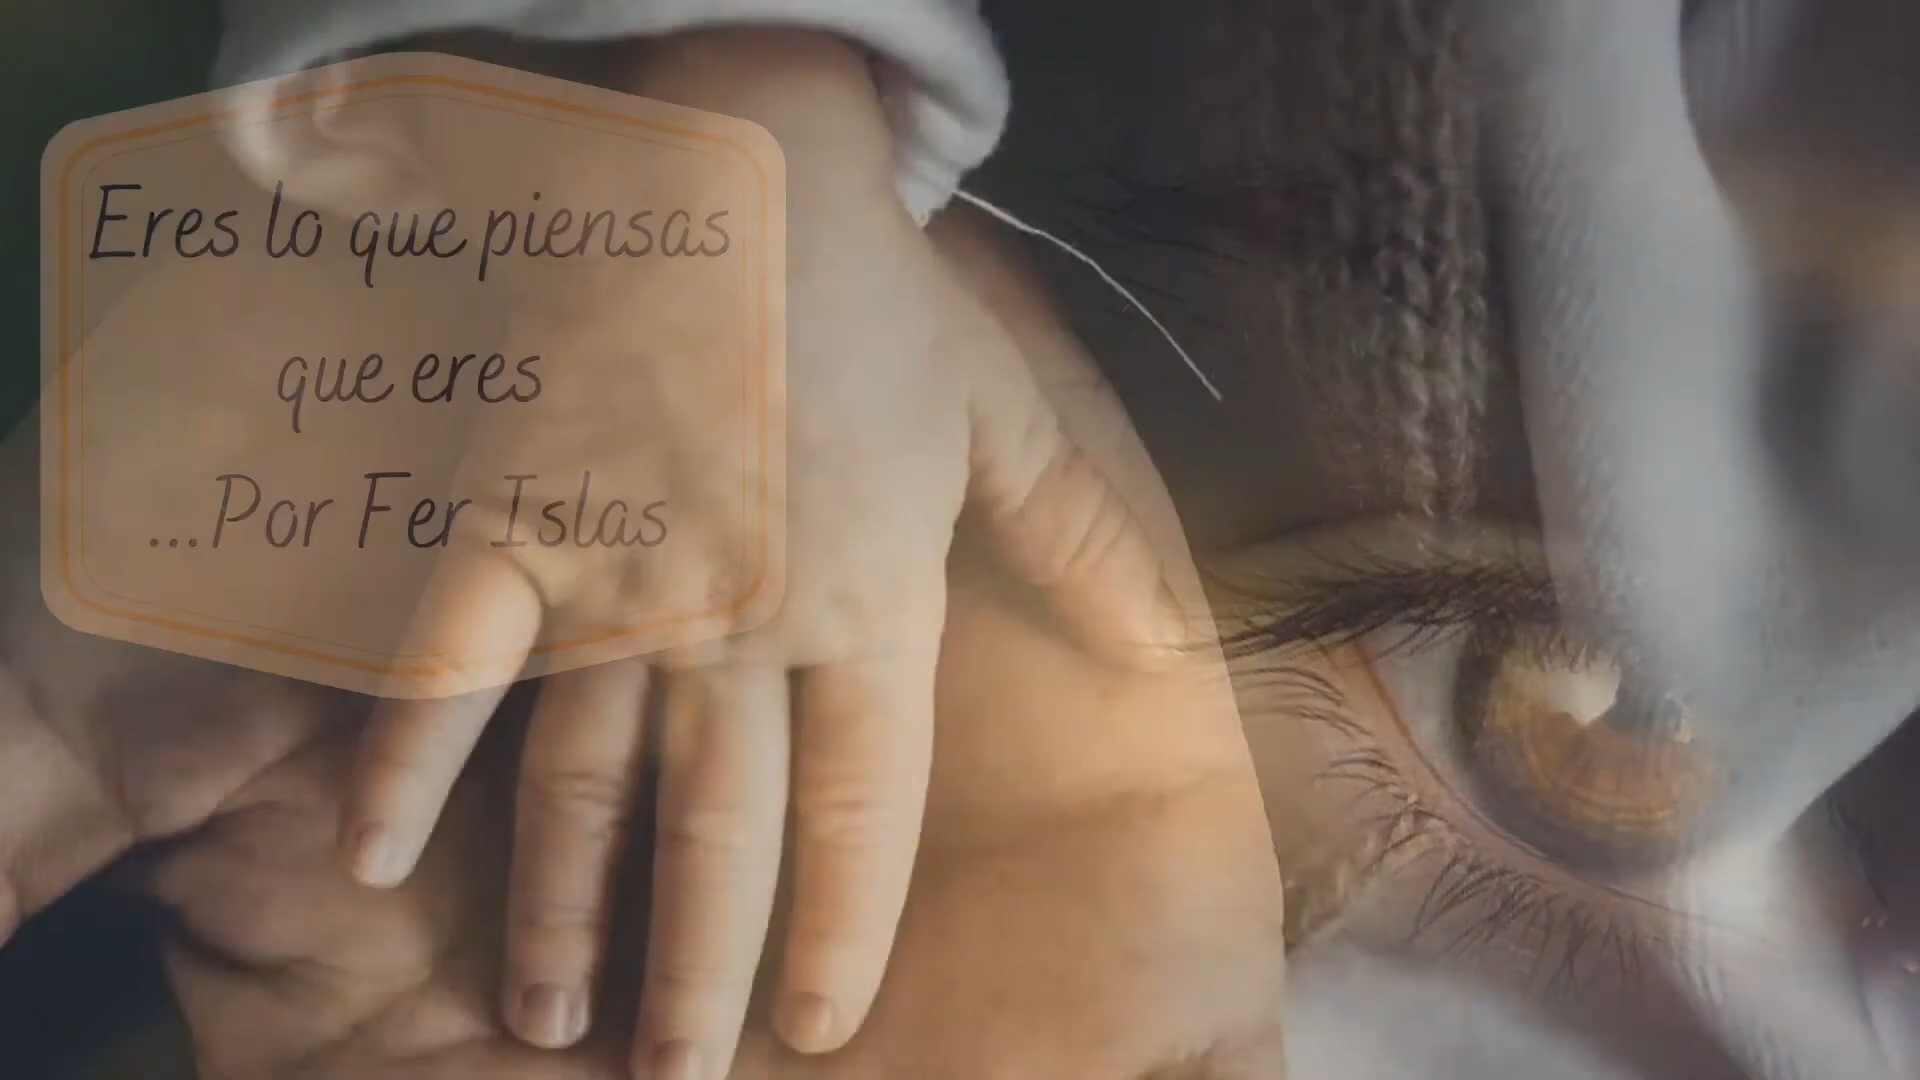 Eres lo que piensas
que eres
...Por Fer Islas